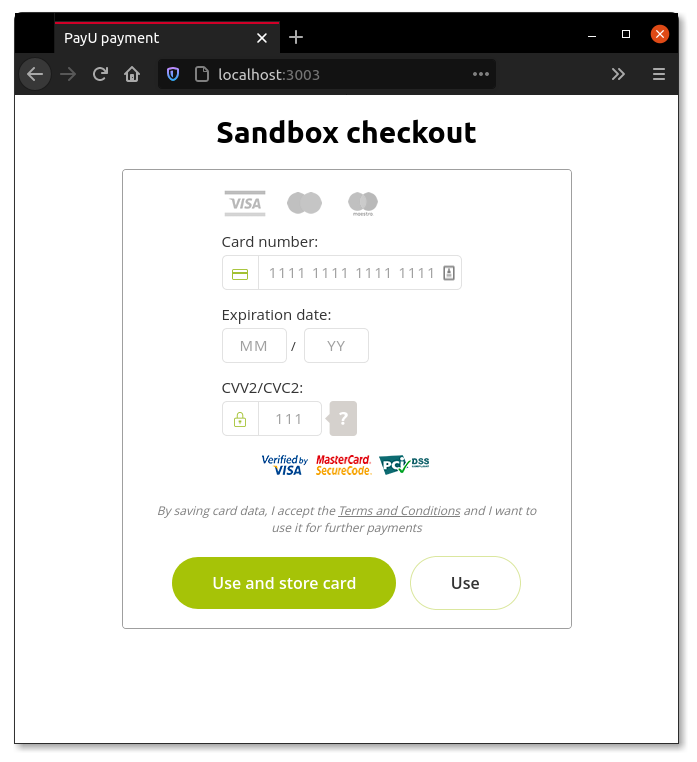 PayU payment
localhost:3003
Sandbox checkout
VISA
maestro
Card number:
1111 1111 1111 1111
Expiration date:
MM / YY
CVV2/CVC2:
111 ?
Verified by VISA MasterCard. SecureCode. PCI DSS COMPLIANT
By saving card data, I accept the Terms and Conditions and I want to
use it for further payments
Use and store card Use